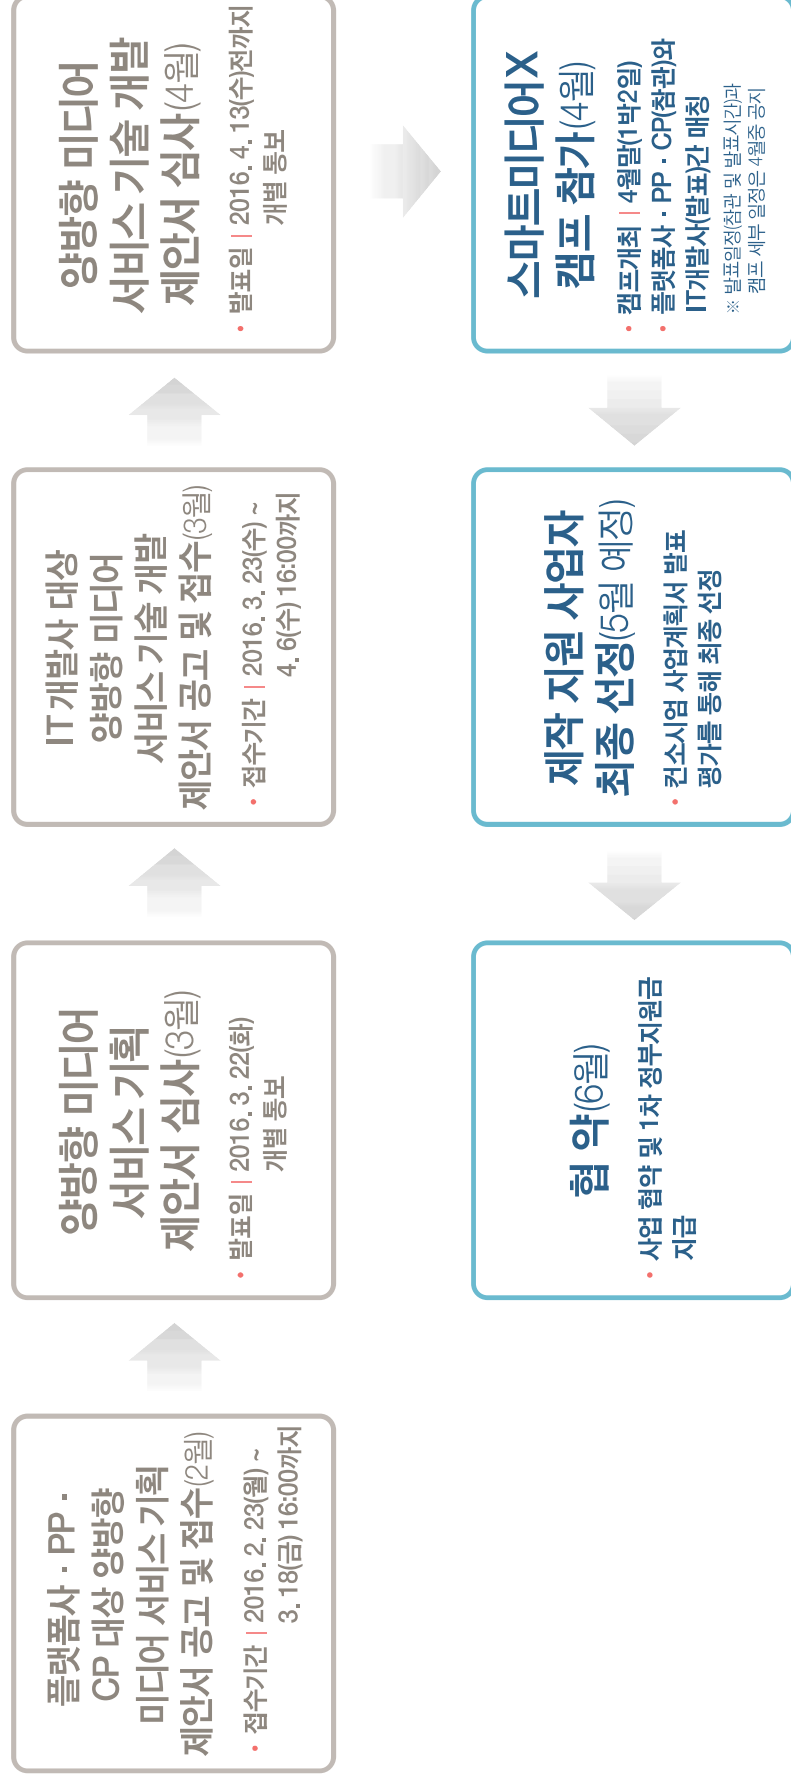 플랫폼사 · PP ·
CP 대상 양방향
미디어 서비스 기획
제안서 공고 및 접수(2월)
• 접수기간 | 2016. 2. 23(월) ~
3. 18(금) 16:00까지
양방향 미디어
서비스 기획
제안서 심사(3월)
• 발표일 | 2016. 3. 22(화)
개별 통보
IT 개발사 대상
양방향 미디어
서비스 기술 개발
제안서 공고 및 접수(3월)
• 접수기간 | 2016. 3. 23(수) ~
4. 6(수) 16:00까지
양방향 미디어
서비스 기술 개발
제안서 심사(4월)
• 발표일 | 2016. 4. 13(수)전까지
개별 통보
스마트미디어X
캠프 참가(4월)
• 캠프개최 | 4월말(1박2일)
• 플랫폼사 · PP · CP(참관)와
IT개발사(발표)간 매칭
※ 발표일정(참관 및 발표시간)과
캠프 세부 일정은 4월중 공지
제작 지원 사업자
최종 선정(5월 예정)
• 컨소시엄 사업계획서 발표
평가를 통해 최종 선정
협 약(6월)
• 사업 협약 및 1차 정부지원금
지급